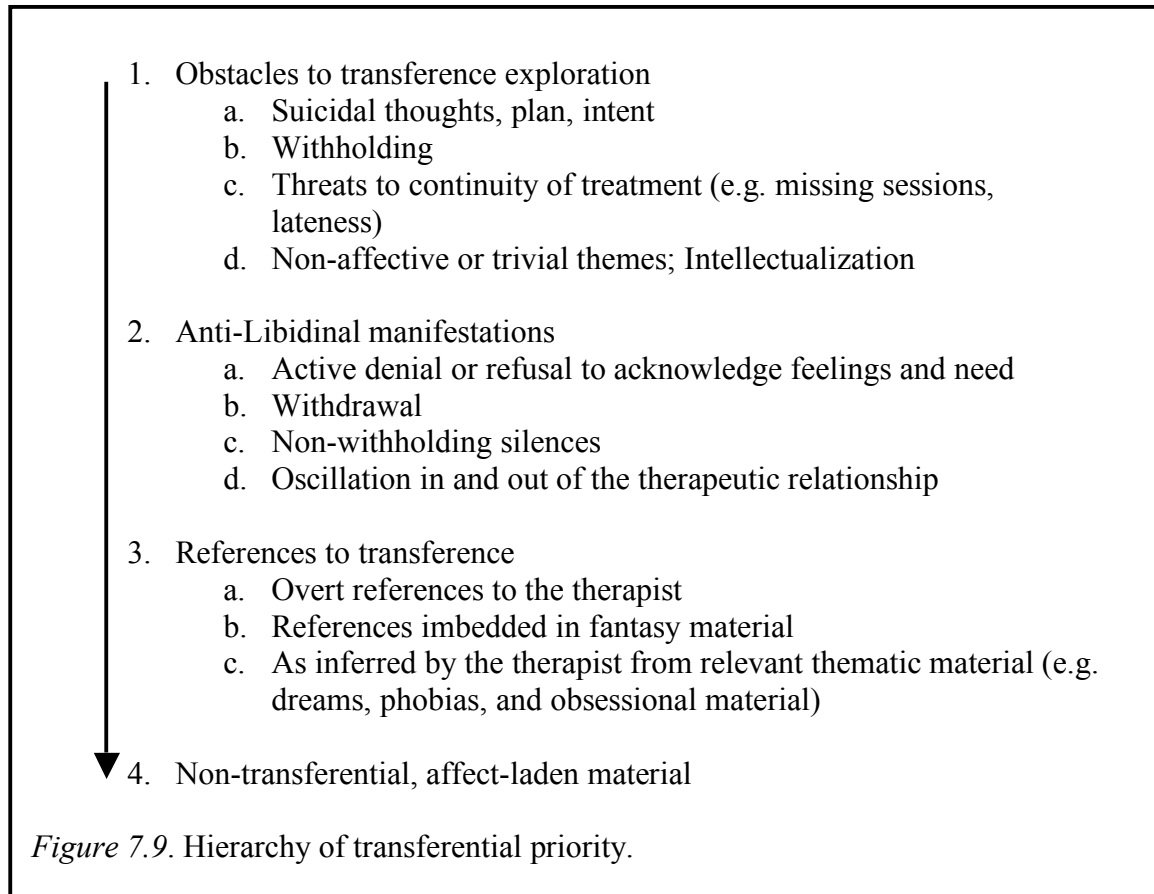 1. Obstacles to transference exploration
a. Suicidal thoughts, plan, intent
b. Withholding
c. Threats to continuity of treatment (e.g. missing sessions,
lateness)
d. Non-affective or trivial themes; Intellectualization
2. Anti-Libidinal manifestations
a. Active denial or refusal to acknowledge feelings and need
b. Withdrawal
c. Non-withholding silences
d. Oscillation in and out of the therapeutic relationship
3. References to transference
a. Overt references to the therapist
b. References imbedded in fantasy material
c. As inferred by the therapist from relevant thematic material (e.g.
dreams, phobias, and obsessional material)
4. Non-transferential, affect-laden material
Figure 7.9. Hierarchy of transferential priority.